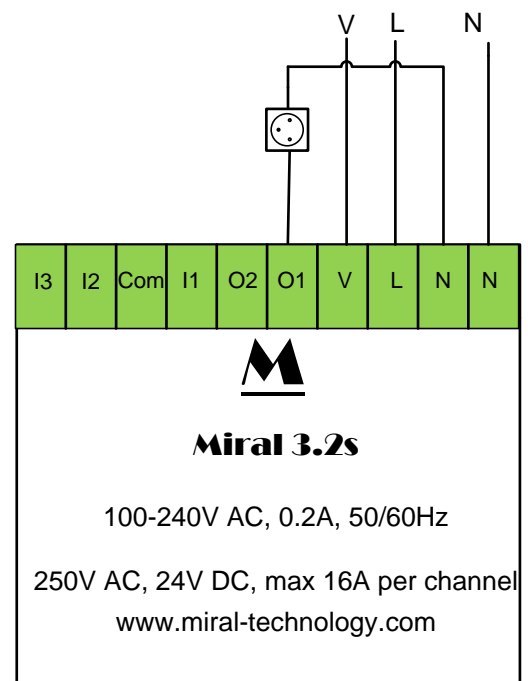 V L N
I3 I2 Com I1 O2 O1 V L N N
M
Miral 3.2s
100-240V AC, 0.2A, 50/60Hz
250V AC, 24V DC, max 16A per channel
www.miral-technology.com